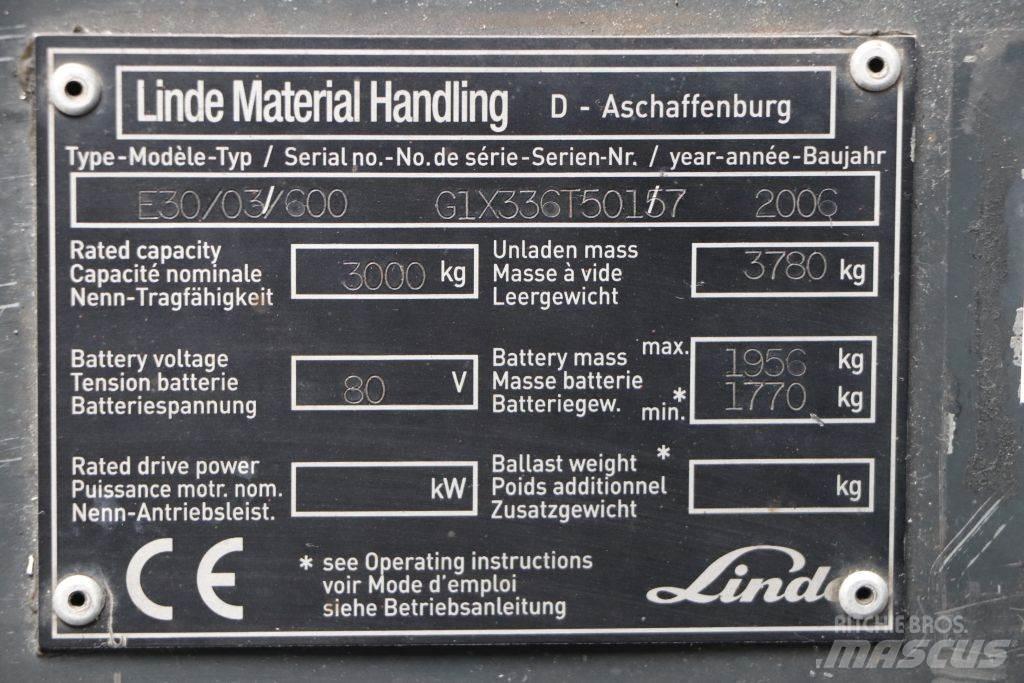 Linde Material Handling D - Aschaffenburg
Type-Modèle-Typ / Serial no.-No.de série-Serien-Nr. / year-année-Baujahr
E30/03/600 2006
Rated capacity
Capacité nominale
Nenn-Tragfähigkeit
3000 kg
Unladen mass
Masse à vide
Leergewicht
3780 kg
Battery voltage
Tension batterie
Batteriespannung
80 V
Battery mass
Masse batterie
Batteriegew.
max.
* min.
1956 kg
1770 kg
Rated drive power
Puissance motr. nom.
Nenn-Antriebsleist.
kW
Ballast weight *
Poids additionnel
Zusatzgewicht
kg
CE
* see Operating instructions
voir Mode d'emploi
siehe Betriebsanleitung
Linde
RITCHIE BROS.
MASCUS